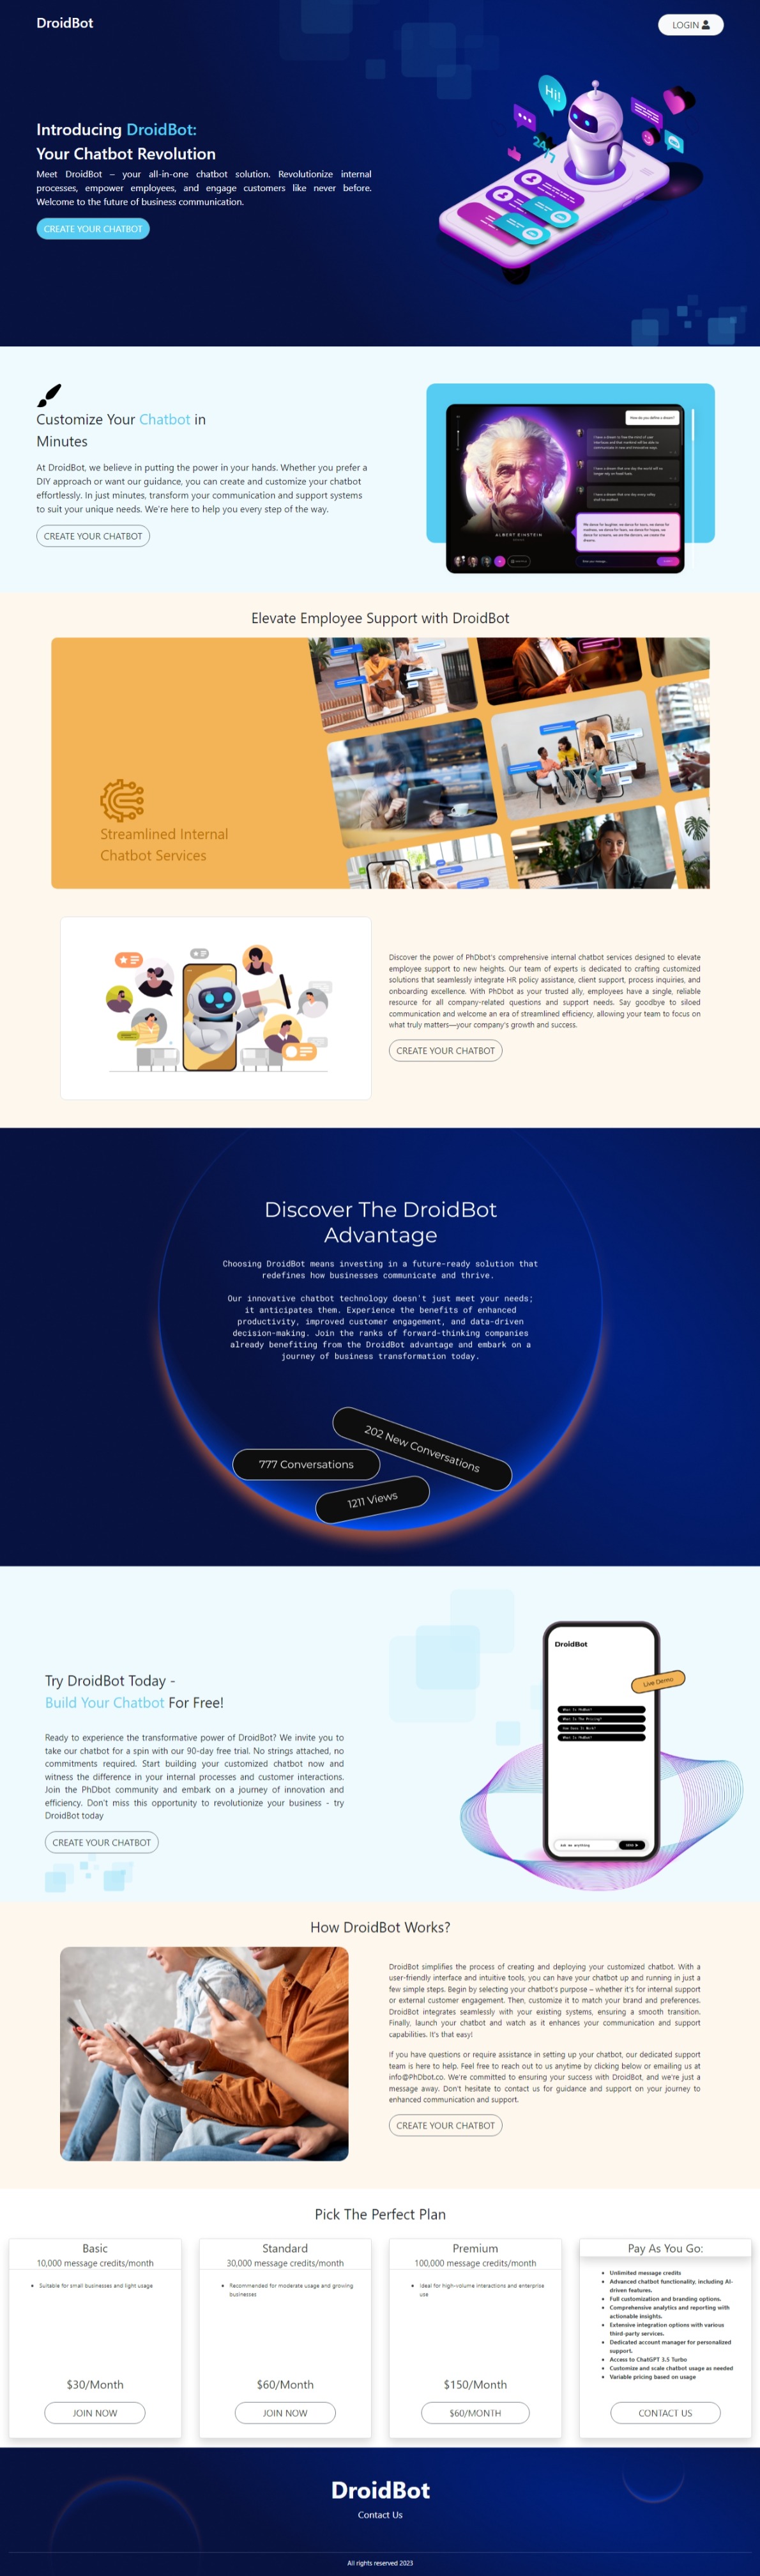 DroidBot
LOGIN
Hi!
24/7
Introducing DroidBot:
Your Chatbot Revolution
Meet DroidBot – your all-in-one chatbot solution. Revolutionize internal
processes, empower employees, and engage customers like never before.
Welcome to the future of business communication.
CREATE YOUR CHATBOT
Customize Your Chatbot in
Minutes
At DroidBot, we believe in putting the power in your hands. Whether you prefer a
DIY approach or want our guidance, you can create and customize your chatbot
effortlessly. In just minutes, transform your communication and support systems
to suit your unique needs. We're here to help you every step of the way.
CREATE YOUR CHATBOT
How do you define a dream?
ALBERT EINSTEIN
Elevate Employee Support with DroidBot
Streamlined Internal
Chatbot Services
Discover the power of PhDbot's comprehensive internal chatbot services designed to elevate
employee support to new heights. Our team of experts is dedicated to crafting customized
solutions that seamlessly integrate HR policy assistance, client support, process inquiries, and
onboarding excellence. With PhDbot as your trusted ally, employees have a single, reliable
resource for all company-related questions and support needs. Say goodbye to siloed
communication and welcome an era of streamlined efficiency, allowing your team to focus on
what truly matters—your company's growth and success.
CREATE YOUR CHATBOT
Discover The DroidBot
Advantage
Choosing DroidBot means investing in a future-ready solution that
redefines how businesses communicate and thrive.
Our innovative chatbot technology doesn't just meet your needs;
it anticipates them. Experience the benefits of enhanced
productivity, improved customer engagement, and data-driven
decision-making. Join the ranks of forward-thinking companies
already benefiting from the DroidBot advantage and embark on a
journey of business transformation today.
202 New Conversations
777 Conversations
1211 Views
Try DroidBot Today -
Build Your Chatbot For Free!
Ready to experience the transformative power of DroidBot? We invite you to
take our chatbot for a spin with our 90-day free trial. No strings attached, no
commitments required. Start building your customized chatbot now and
witness the difference in your internal processes and customer interactions.
Join the PhDbot community and embark on a journey of innovation and
efficiency. Don't miss this opportunity to revolutionize your business - try
DroidBot today
CREATE YOUR CHATBOT
DroidBot
Live Demo
What Is PhDbot?
What Is The Pricing?
How Does It Work?
What Is PhDbot?
Ask me anything
SEND
How DroidBot Works?
DroidBot simplifies the process of creating and deploying your customized chatbot. With a
user-friendly interface and intuitive tools, you can have your chatbot up and running in just a
few simple steps. Begin by selecting your chatbot's purpose – whether it's for internal support
or external customer engagement. Then, customize it to match your brand and preferences.
DroidBot integrates seamlessly with your existing systems, ensuring a smooth transition.
Finally, launch your chatbot and watch as it enhances your communication and support
capabilities. It's that easy!
If you have questions or require assistance in setting up your chatbot, our dedicated support
team is here to help. Feel free to reach out to us anytime by clicking below or emailing us at
info@PhDbot.co. We're committed to ensuring your success with DroidBot, and we're just a
message away. Don't hesitate to contact us for guidance and support on your journey to
enhanced communication and support.
CREATE YOUR CHATBOT
Pick The Perfect Plan
Basic
10,000 message credits/month
Suitable for small businesses and light usage
$30/Month
JOIN NOW
Standard
30,000 message credits/month
Recommended for moderate usage and growing
businesses
$60/Month
JOIN NOW
Premium
100,000 message credits/month
Ideal for high-volume interactions and enterprise
use
$150/Month
$60/MONTH
Pay As You Go:
Unlimited message credits
Advanced chatbot functionality, including AI-
driven features.
Full customization and branding options.
Comprehensive analytics and reporting with
actionable insights.
Extensive integration options with various
third-party services.
Dedicated account manager for personalized
support.
Access to ChatGPT 3.5 Turbo
Customize and scale chatbot usage as needed
Variable pricing based on usage
CONTACT US
DroidBot
Contact Us
All rights reserved 2023